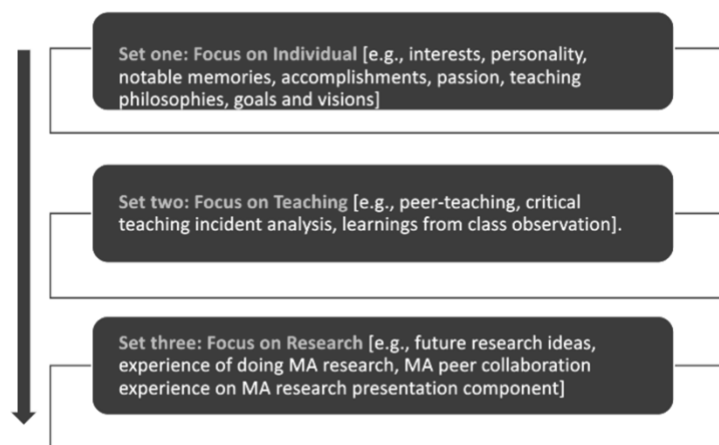 Set one: Focus on Individual [e.g., interests, personality,
notable memories, accomplishments, passion, teaching
philosophies, goals and visions]
Set two: Focus on Teaching [e.g., peer-teaching, critical
teaching incident analysis, learnings from class observation].
Set three: Focus on Research [e.g., future research ideas,
experience of doing MA research, MA peer collaboration
experience on MA research presentation component]